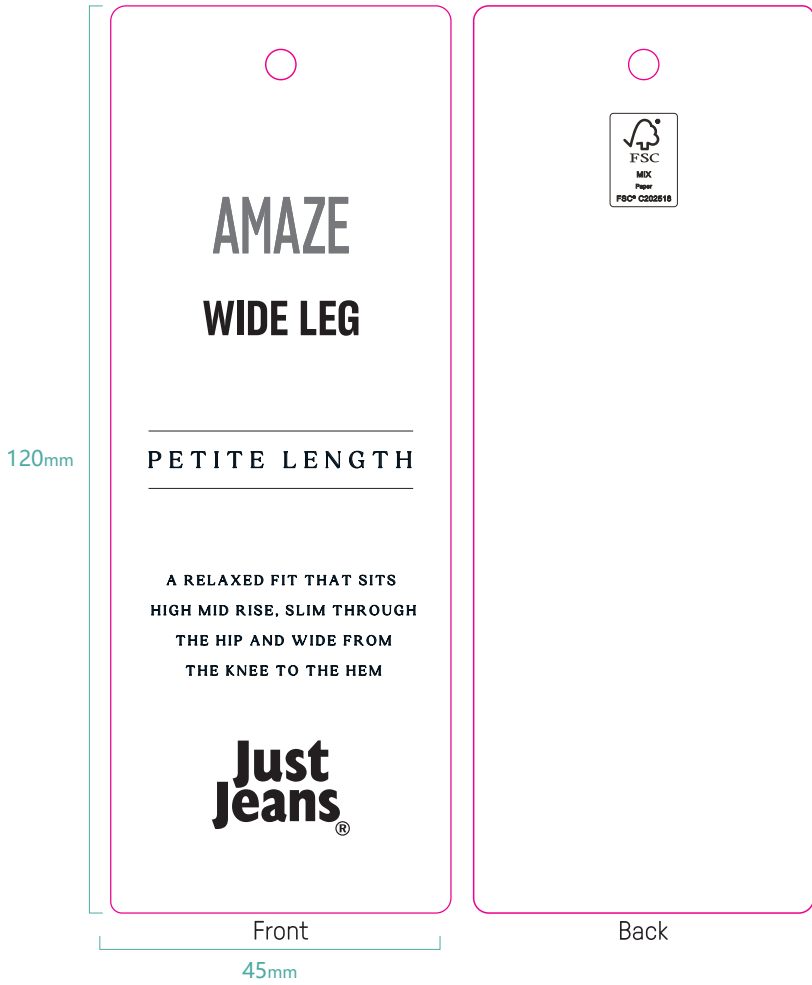 AMAZE
WIDE LEG
PETITE LENGTH
A RELAXED FIT THAT SITS
HIGH MID RISE, SLIM THROUGH
THE HIP AND WIDE FROM
THE KNEE TO THE HEM
Just
Jeans®
120mm
Front
45mm
FSC
MIX
Paper
FSC® C202516
Back